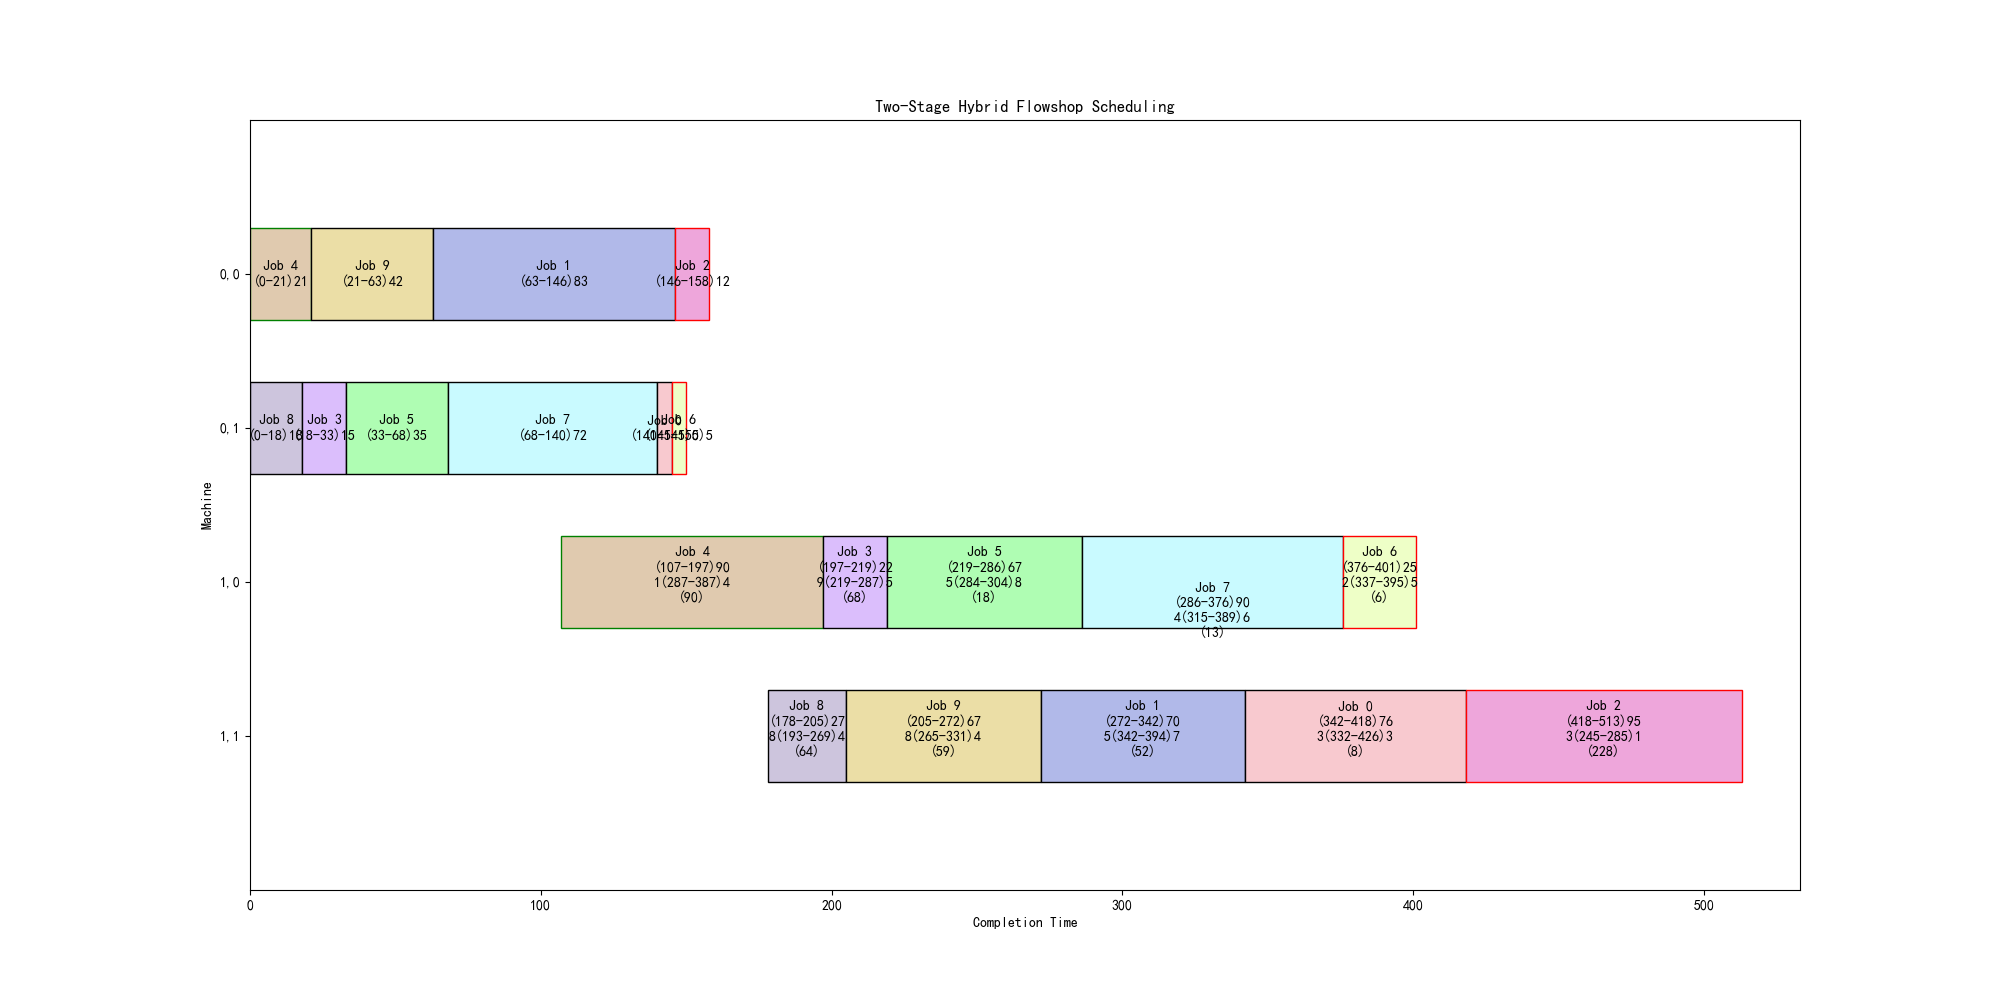 Two-Stage Hybrid Flowshop Scheduling
Machine
0,0
Job 4
(0-21)21
Job 9
(21-63)42
Job 1
(63-146)83
Job 2
(146-158)12
0,1
Job 8
(0-18)18
Job 3
(18-33)15
Job 5
(33-68)35
Job 7
(68-140)72
Job 0
Job 6
1,0
Job 4
(107-197)90
1(287-387)4
(90)
Job 3
(197-219)22
9(219-287)5
(68)
Job 5
(219-286)67
5(284-304)8
(18)
Job 7
(286-376)90
4(315-389)6
(13)
Job 6
(376-401)25
2(337-395)5
(6)
1,1
Job 8
(178-205)27
8(193-269)4
(64)
Job 9
(205-272)67
8(265-331)4
(59)
Job 1
(272-342)70
5(342-394)7
(52)
Job 0
(342-418)76
3(332-426)3
(8)
Job 2
(418-513)95
3(245-285)1
(228)
0
100
200
300
400
500
Completion Time